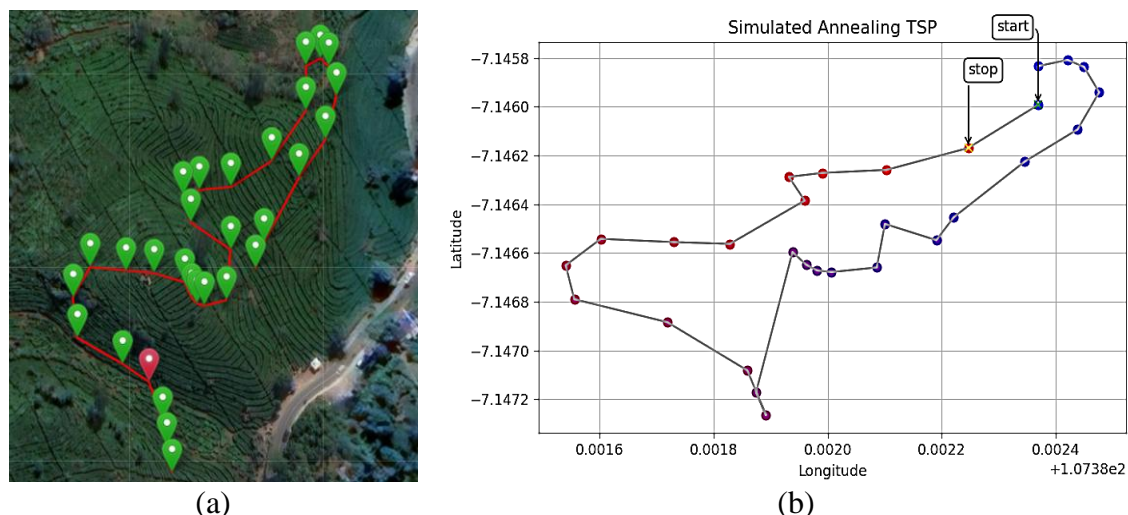 Simulated Annealing TSP
start
stop
−7.1458
−7.1460
−7.1462
−7.1464
−7.1466
−7.1468
−7.1470
−7.1472
Latitude
0.0016 0.0018 0.0020 0.0022 0.0024
Longitude
+1.0738e2
(a) (b)